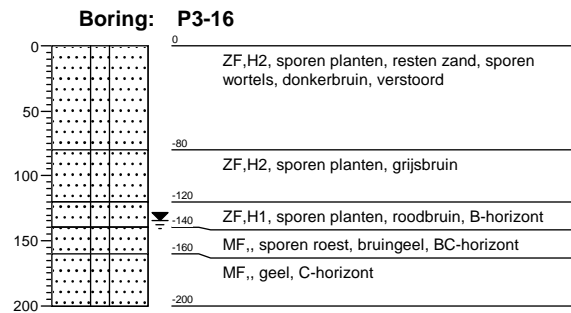 Boring: P3-16
0
0
ZF,H2, sporen planten, resten zand, sporen
wortels, donkerbruin, verstoord
50
-80
ZF,H2, sporen planten, grijsbruin
100
-120
ZF,H1, sporen planten, roodbruin, B-horizont
-140
MF,, sporen roest, bruingeel, BC-horizont
150
-160
MF,, geel, C-horizont
200
-200